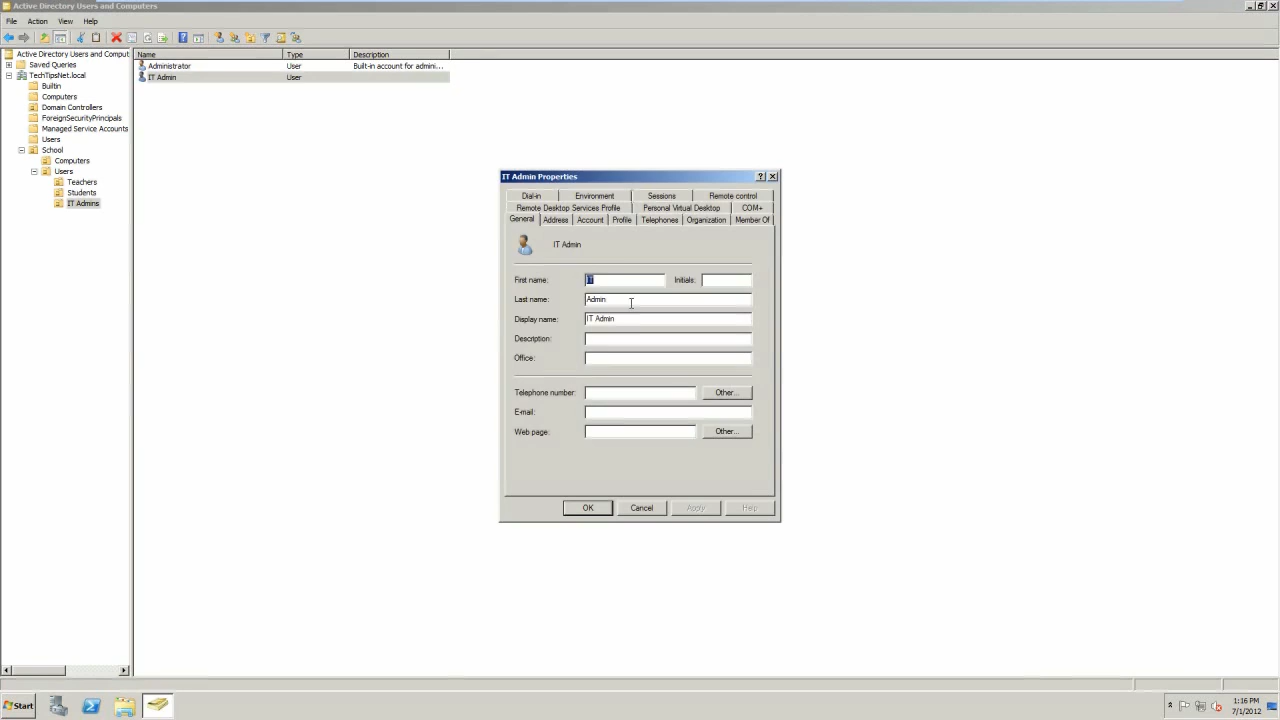 Active Directory Users and Computers
File Action View Help
Active Directory Users and Comput
Saved Queries
TechTipsNet.local
Builtin
Computers
Domain Controllers
ForeignSecurityPrincipals
Managed Service Accounts
Users
School
Computers
Users
Teachers
Students
IT Admins
Name Type Description
Administrator User Built-in account for admini...
IT Admin User
IT Admin Properties
Dial-in Environment Sessions Remote control
Remote Desktop Services Profile Personal Virtual Desktop COM+
General Address Account Profile Telephones Organization Member Of
IT Admin
First name: IT Initials:
Last name: Admin
Display name: IT Admin
Description:
Office:
Telephone number: Other...
E-mail:
Web page: Other...
OK Cancel Apply Help
Start
1:16 PM
7/1/2012